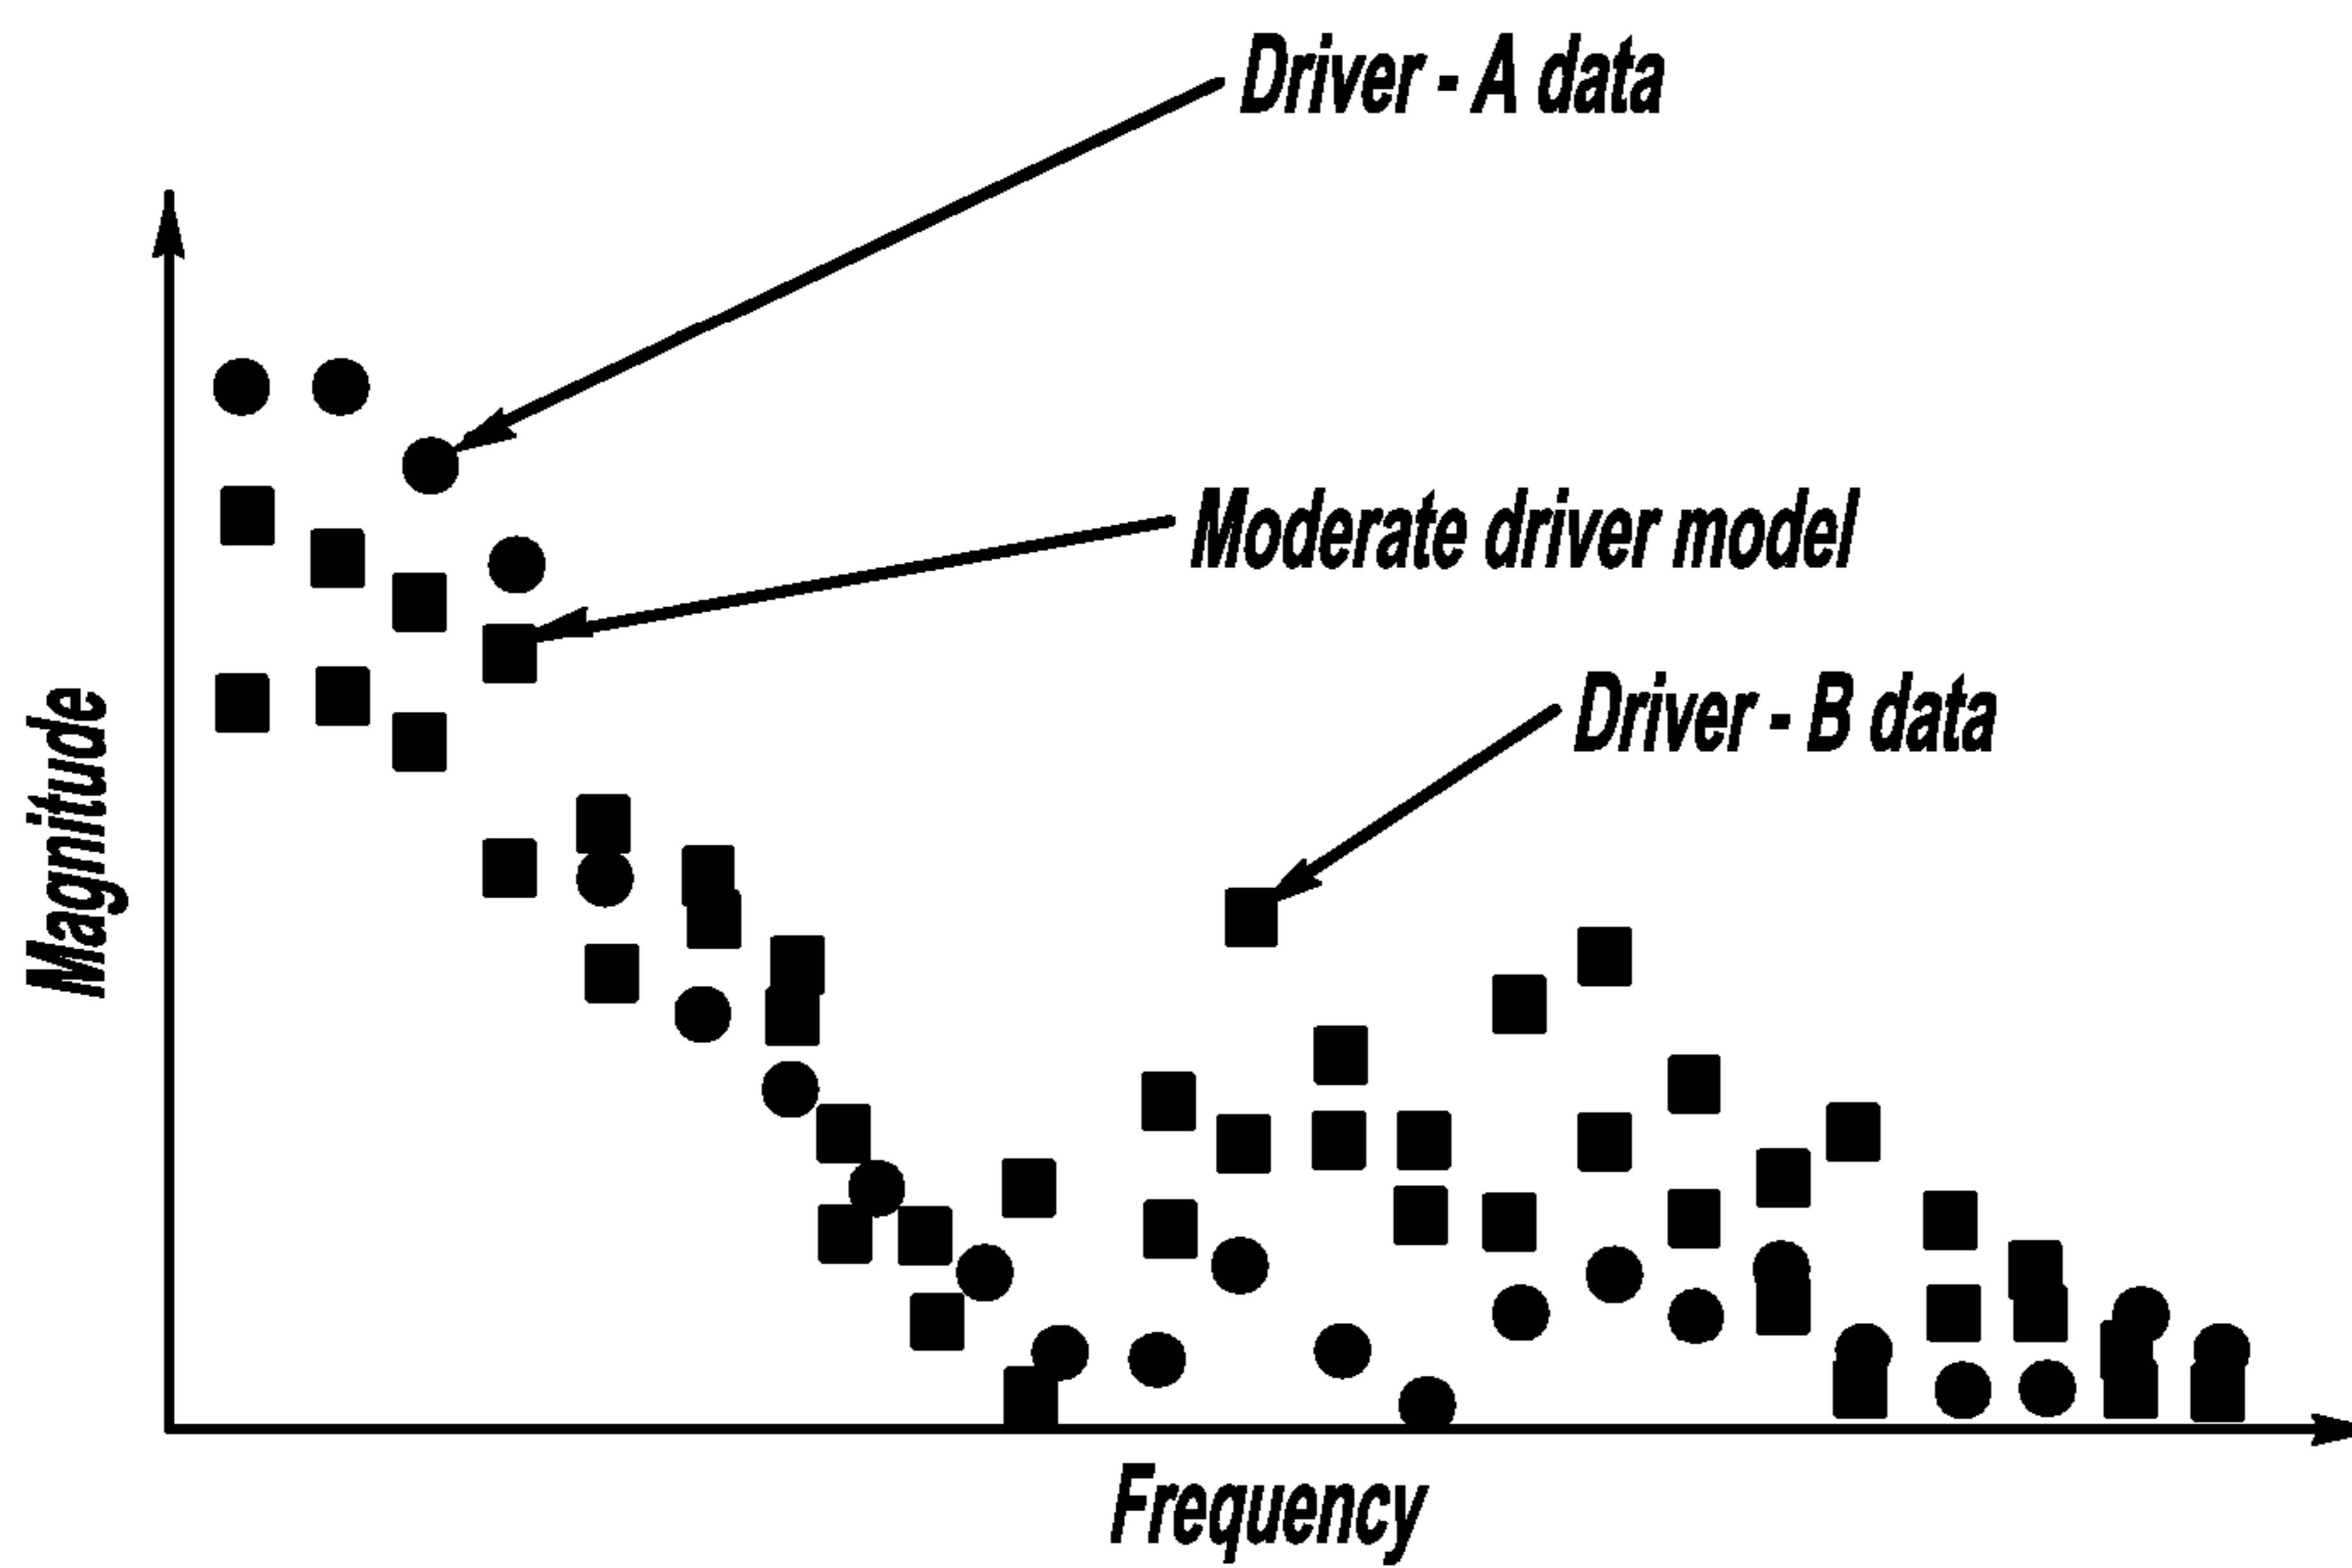 Driver - A data
Moderate driver model
Driver - B data
Magnitude
Frequency